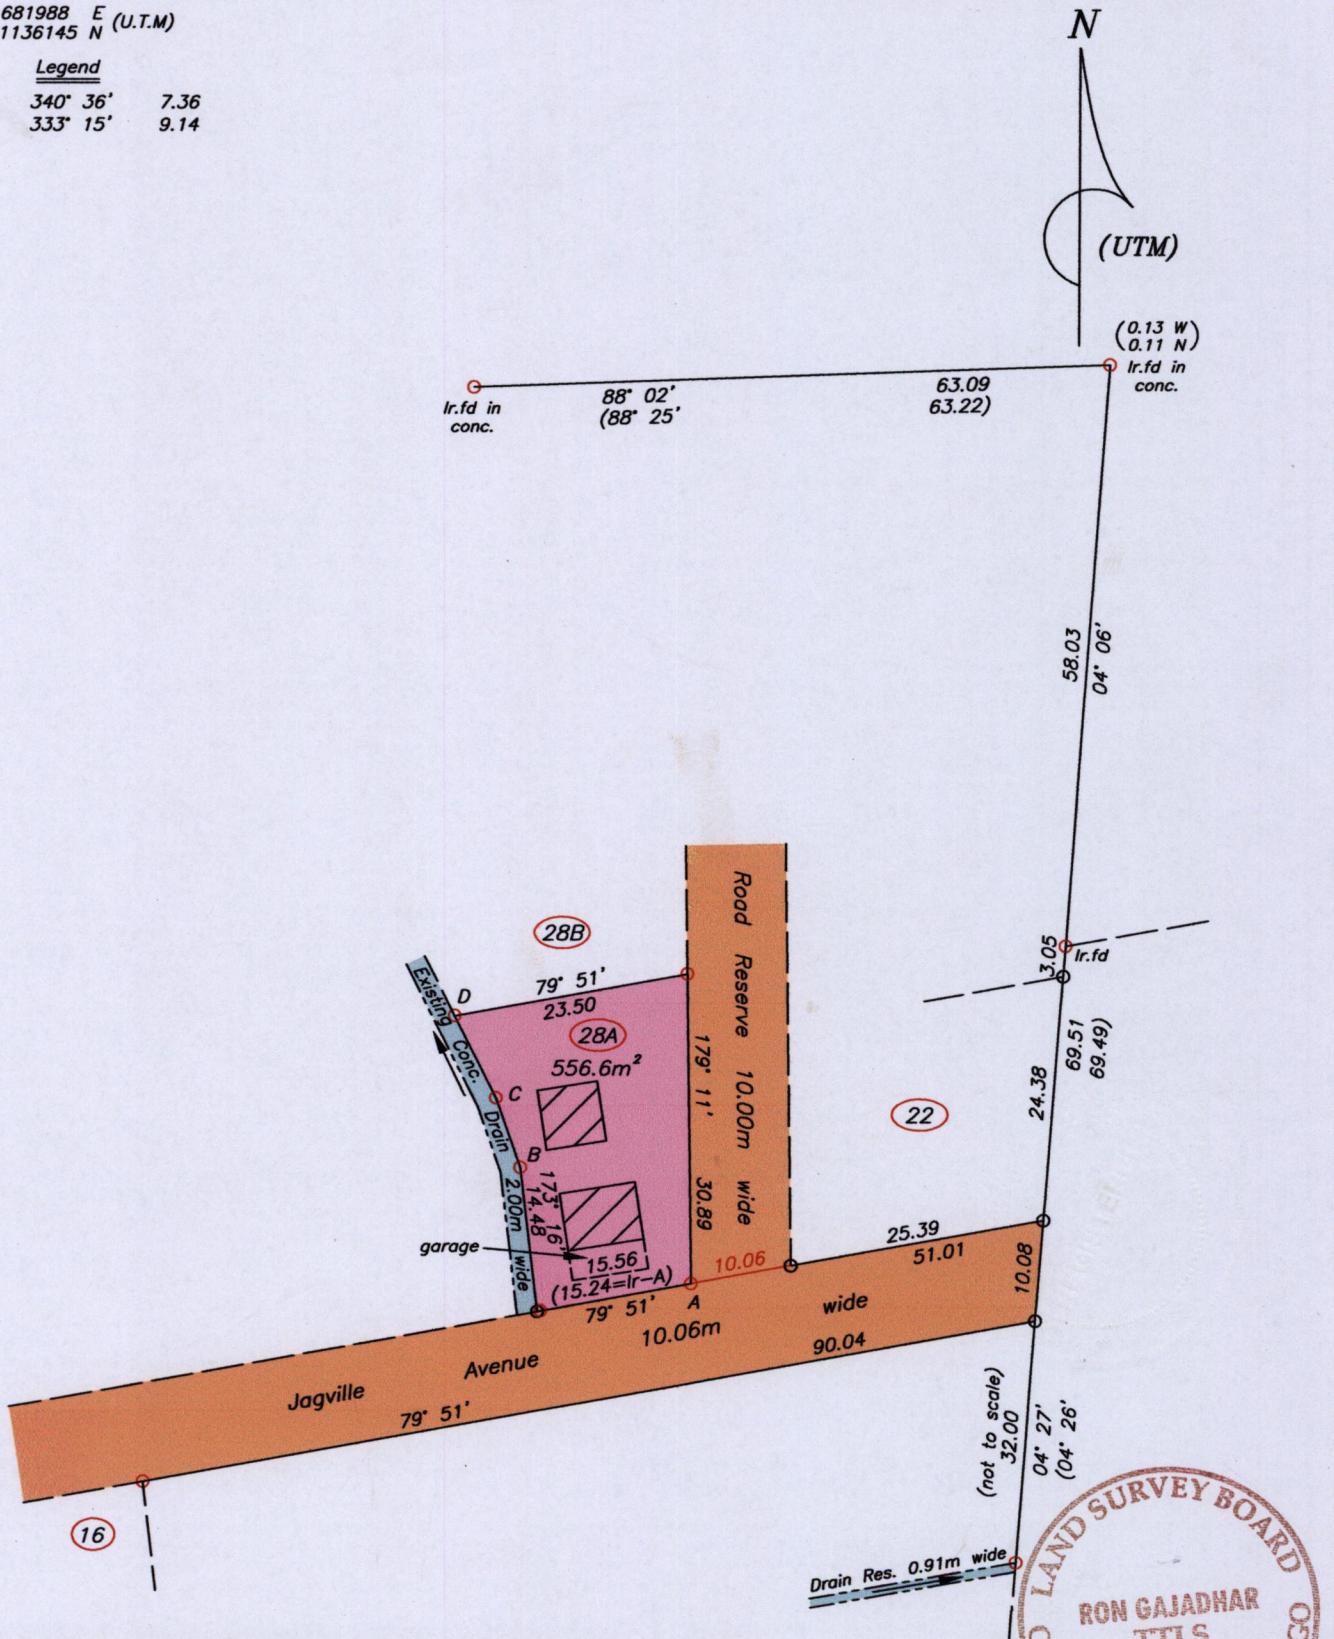 681988 E
1136145 N (U.T.M)
Legend
340° 36' 7.36
333° 15' 9.14
N
(UTM)
(0.13 W)
(0.11 N)
Ir.fd in
conc.
Ir.fd in
conc.
88° 02' 63.09
(88° 25' 63.22)
58.03
04° 06'
3.05
Ir.fd
69.51
69.49)
24.38
22
28B
Road Reserve 10.00m wide
79° 51'
23.50
D
28A
556.6m²
C
B
Existing Conc. Drain 2.00m wide
173° 16'
14.48
179° 11' 30.89
garage
15.56
(15.24=Ir-A)
79° 51'
A
10.06
25.39
51.01
10.08
Jagville Avenue 10.06m wide
79° 51' 90.04
16
(not to scale)
32.00
04° 27'
(04° 26'
Drain Res. 0.91m wide
LAND SURVEY BOARD
RON GAJADHAR
TTLS
GO